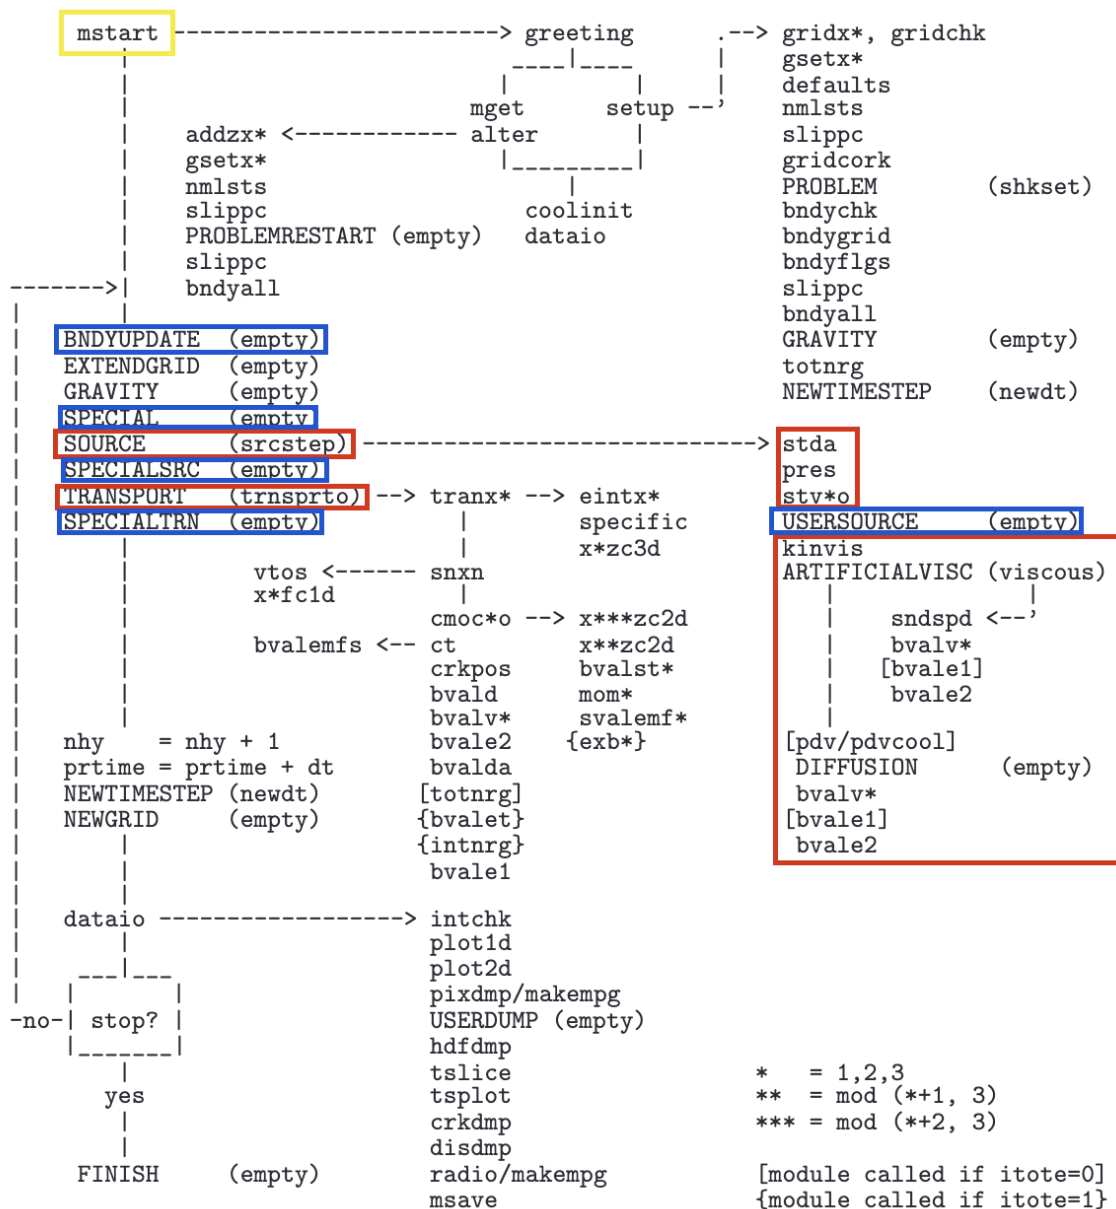 mstart -----------------------> greeting .--> gridx*, gridchk
gsetx*
defaults
mget setup --' nmlsts
addzx* <------------ alter slippc
gsetx* gridcork
nmlsts PROBLEM (shkset)
slippc coolinit bndychk
PROBLEMRESTART (empty) dataio bndygrid
slippc bndyflgs
-------> bndyall slippc
bndyall
BNDYUPDATE (empty) GRAVITY (empty)
EXTENDGRID (empty) totnrg
GRAVITY (empty) NEWTIMESTEP (newdt)
SPECIAL (empty
SOURCE (srcstep) ----------------------------> stda
SPECIALSRC (empty) pres
TRANSPORT (trnsprto) --> tranx* --> eintx* stv*o
SPECIALTRN (empty) specific USERSOURCE (empty)
x*zc3d kinvis
vtos <------ snxn ARTIFICIALVISC (viscous)
x*fc1d
cmoc*o --> x***zc2d sndspd <--'
bvalemfs <-- ct x**zc2d bvalv*
crkpos bvalst* [bvale1]
bvald mom* bvale2
bvalv* svalemf*
nhy = nhy + 1 bvale2 {exb*} [pdv/pdvcool]
prtime = prtime + dt bvalda DIFFUSION (empty)
NEWTIMESTEP (newdt) [totnrg] bvalv*
NEWGRID (empty) {bvalet} [bvale1]
{intnrg} bvale2
bvale1
dataio ------------------> intchk
plot1d
plot2d
pixdmp/makempg
-no-| stop? | USERDUMP (empty)
hdfdmp
tslice * = 1,2,3
yes tsplot ** = mod (*+1, 3)
crkdmp *** = mod (*+2, 3)
disdmp
FINISH (empty) radio/makempg [module called if itote=0]
msave {module called if itote=1}